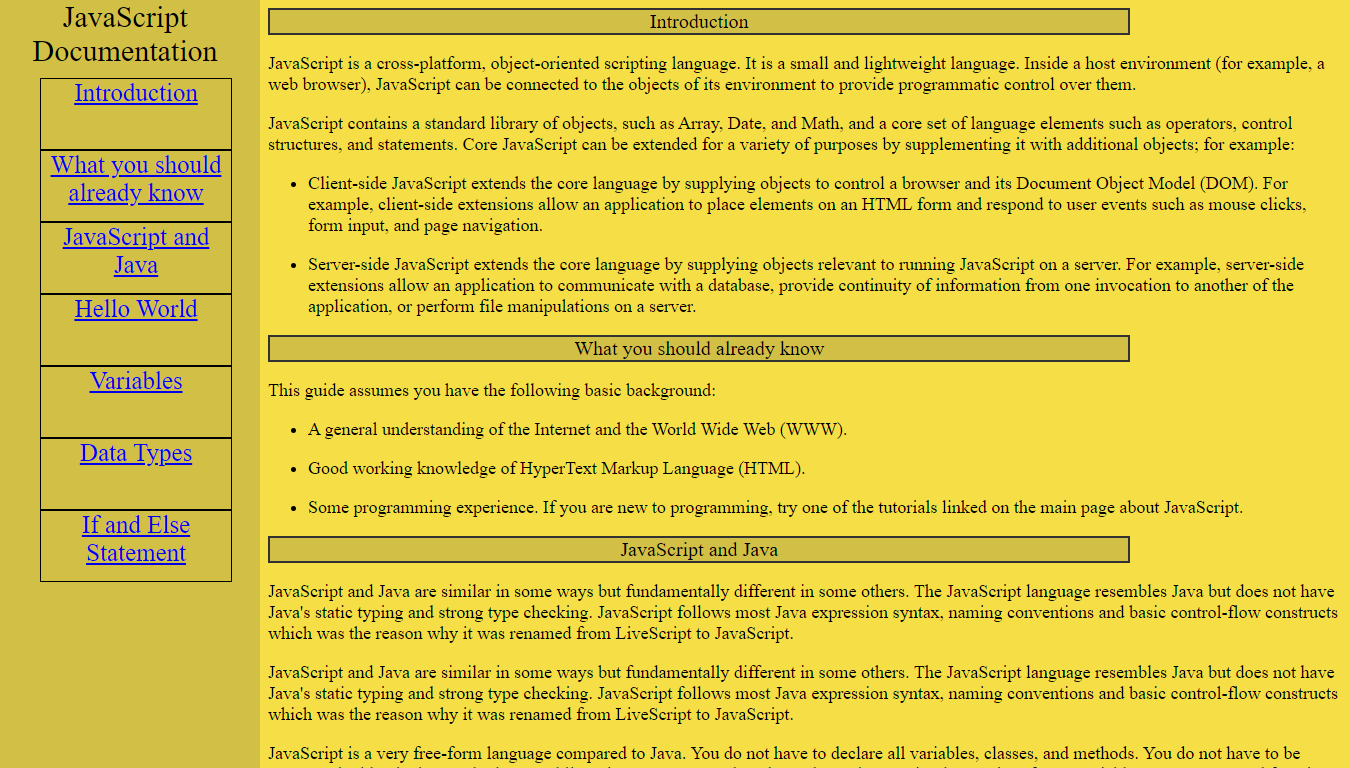 JavaScript
Documentation
Introduction
What you should
already know
JavaScript and
Java
Hello World
Variables
Data Types
If and Else
Statement
Introduction
JavaScript is a cross-platform, object-oriented scripting language. It is a small and lightweight language. Inside a host environment (for example, a
web browser), JavaScript can be connected to the objects of its environment to provide programmatic control over them.
JavaScript contains a standard library of objects, such as Array, Date, and Math, and a core set of language elements such as operators, control
structures, and statements. Core JavaScript can be extended for a variety of purposes by supplementing it with additional objects; for example:
• Client-side JavaScript extends the core language by supplying objects to control a browser and its Document Object Model (DOM). For
example, client-side extensions allow an application to place elements on an HTML form and respond to user events such as mouse clicks,
form input, and page navigation.
• Server-side JavaScript extends the core language by supplying objects relevant to running JavaScript on a server. For example, server-side
extensions allow an application to communicate with a database, provide continuity of information from one invocation to another of the
application, or perform file manipulations on a server.
What you should already know
This guide assumes you have the following basic background:
• A general understanding of the Internet and the World Wide Web (WWW).
• Good working knowledge of HyperText Markup Language (HTML).
• Some programming experience. If you are new to programming, try one of the tutorials linked on the main page about JavaScript.
JavaScript and Java
JavaScript and Java are similar in some ways but fundamentally different in some others. The JavaScript language resembles Java but does not have
Java's static typing and strong type checking. JavaScript follows most Java expression syntax, naming conventions and basic control-flow constructs
which was the reason why it was renamed from LiveScript to JavaScript.
JavaScript and Java are similar in some ways but fundamentally different in some others. The JavaScript language resembles Java but does not have
Java's static typing and strong type checking. JavaScript follows most Java expression syntax, naming conventions and basic control-flow constructs
which was the reason why it was renamed from LiveScript to JavaScript.
JavaScript is a very free-form language compared to Java. You do not have to declare all variables, classes, and methods. You do not have to be